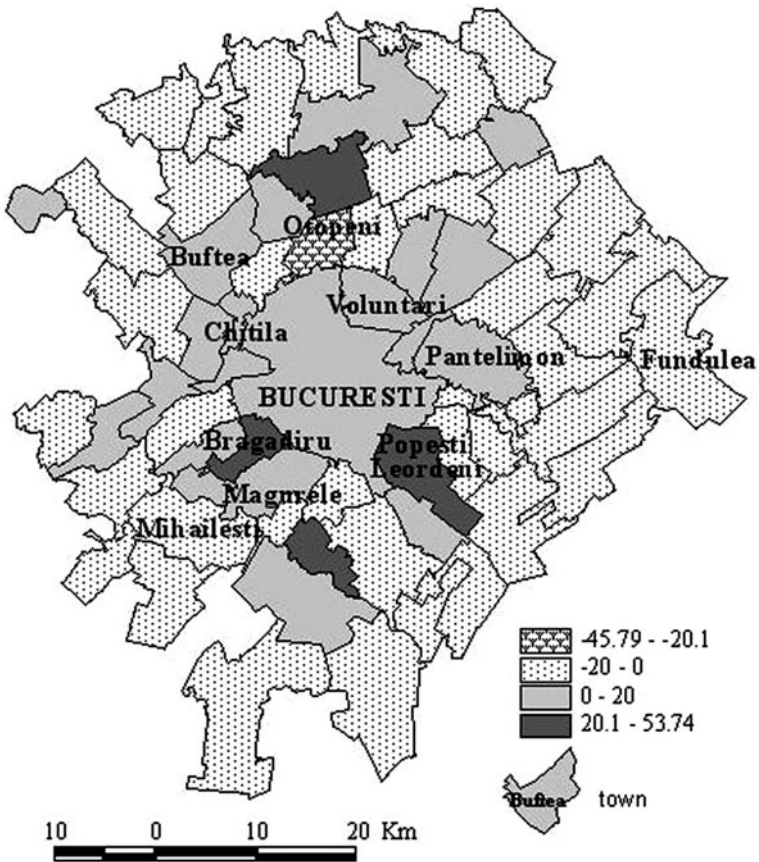 Otopeni
Buftea
Voluntari
Chitila
Pantelimon
Fundulea
BUCURESTI
Bragadiru
Popesti
Leordeni
Magurele
Mihailesti
-45.79 - -20.1
-20 - 0
0 - 20
20.1 - 53.74
Buftea town
10 0 10 20 Km